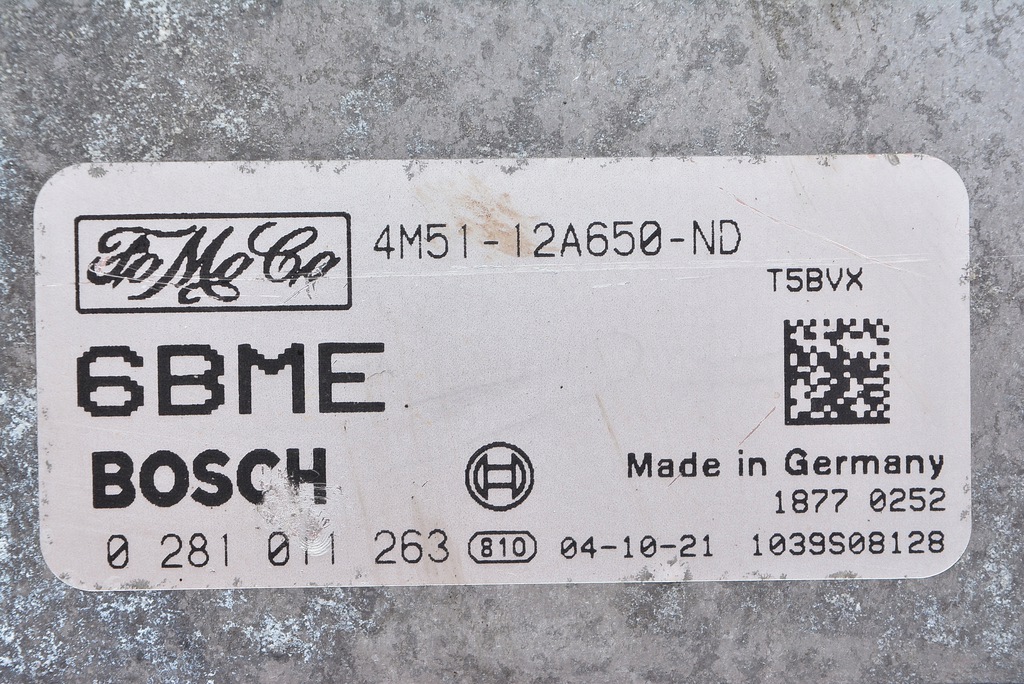 FoMoCo 4M51-12A650-ND
T5BVX
6BME
BOSCH
Made in Germany
1877 0252
0 281 011 263 810 04-10-21 1039S08128